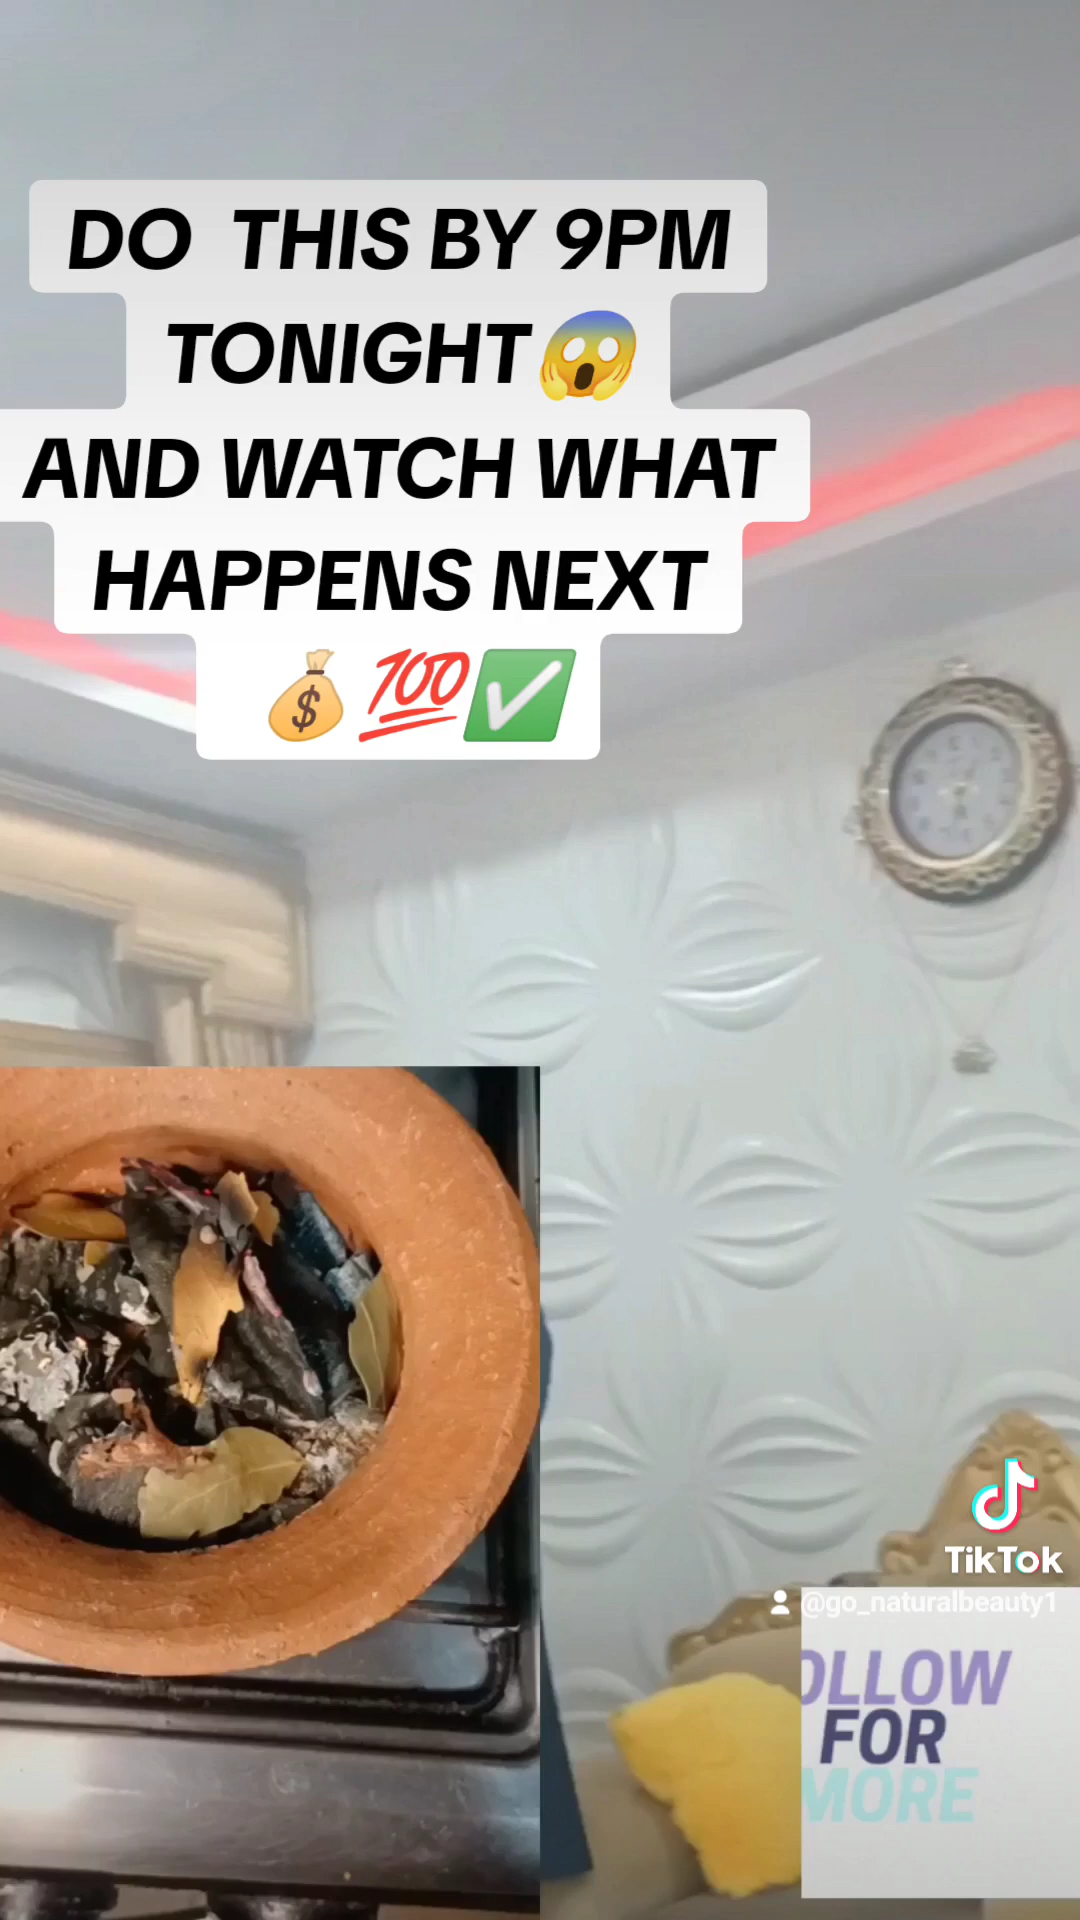 DO THIS BY 9PM
TONIGHT😱
AND WATCH WHAT
HAPPENS NEXT
💰💯✅
TikTok
@go_naturalbeauty1
OLLOW
FOR
MORE